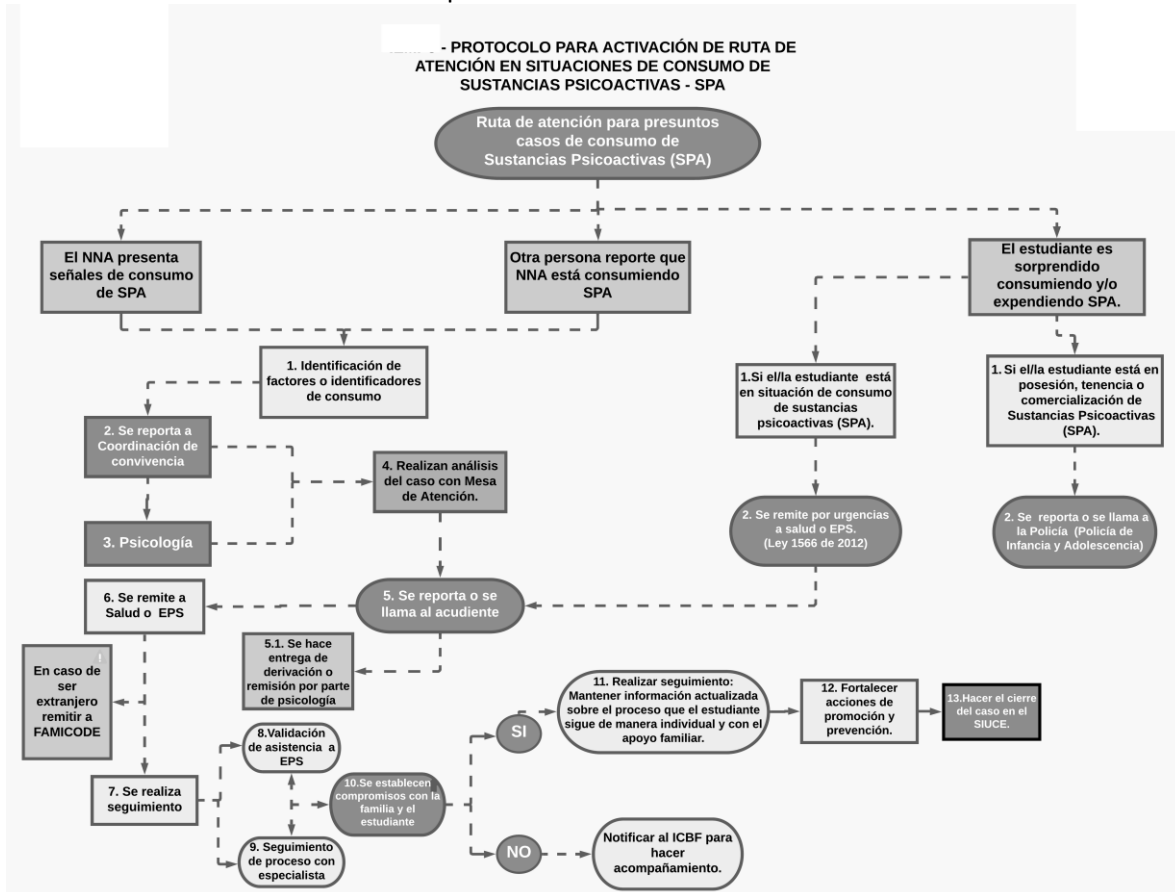 - PROTOCOLO PARA ACTIVACIÓN DE RUTA DE
ATENCIÓN EN SITUACIONES DE CONSUMO DE
SUSTANCIAS PSICOACTIVAS - SPA
Ruta de atención para presuntos
casos de consumo de
Sustancias Psicoactivas (SPA)
El NNA presenta
señales de consumo
de SPA
Otra persona reporte que
NNA está consumiendo
SPA
El estudiante es
sorprendido
consumiendo y/o
expendiendo SPA.
1. Identificación de
factores o identificadores
de consumo
1.Si el/la estudiante está
en situación de consumo
de sustancias
psicoactivas (SPA).
1. Si el/la estudiante está en
posesión, tenencia o
comercialización de
Sustancias Psicoactivas
(SPA).
2. Se reporta a
Coordinación de
convivencia
3. Psicología
4. Realizan análisis
del caso con Mesa
de Atención.
2. Se remite por urgencias
a salud o EPS.
(Ley 1566 de 2012)
2. Se reporta o se llama a
la Policía (Policía de
Infancia y Adolescencia)
5. Se reporta o se
llama al acudiente
6. Se remite a
Salud o EPS
5.1. Se hace
entrega de
derivación o
remisión por parte
de psicología
En caso de
ser
extranjero
remitir a
FAMICODE
7. Se realiza
seguimiento
8.Validación
de asistencia a
EPS
9. Seguimiento
de proceso con
especialista
10.Se establecen
compromisos con la
familia y el
estudiante
SI
11. Realizar seguimiento:
Mantener información actualizada
sobre el proceso que el estudiante
sigue de manera individual y con el
apoyo familiar.
12. Fortalecer
acciones de
promoción y
prevención.
13.Hacer el cierre
del caso en el
SIUCE.
NO
Notificar al ICBF para
hacer
acompañamiento.